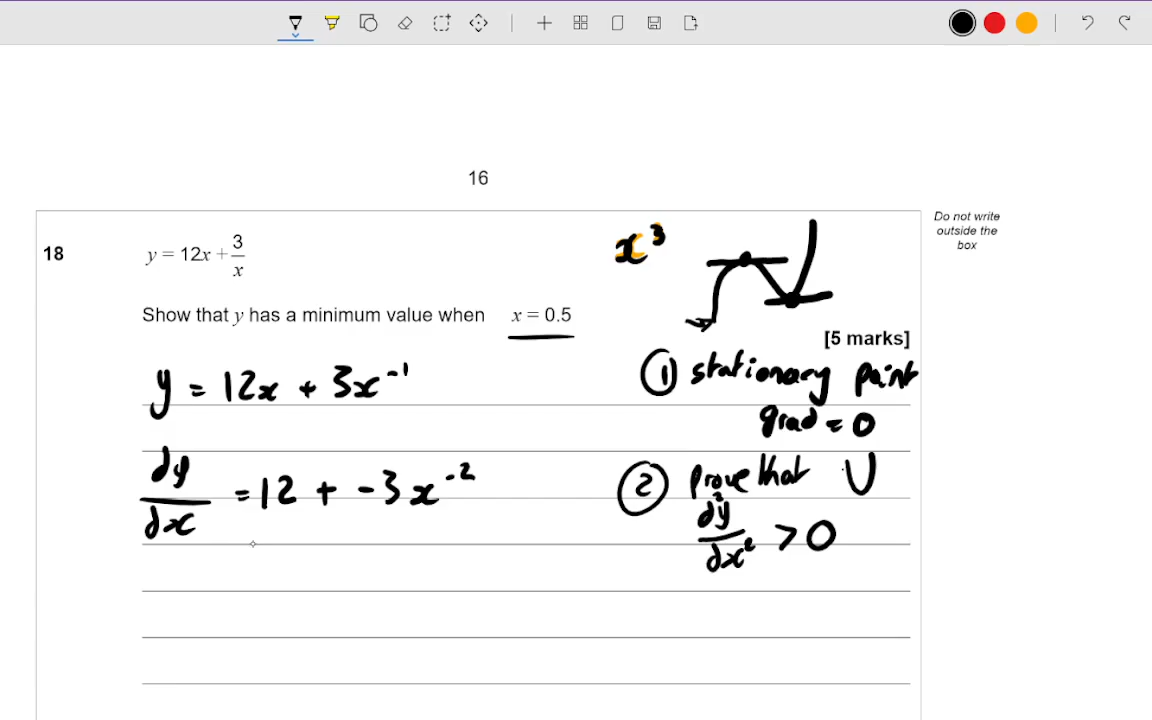 16
Do not write
outside the
box
18
y = 12x + 3/x
x³
Show that y has a minimum value when x = 0.5
[5 marks]
y = 12x + 3x⁻¹
① stationary point
grad = 0
dy/dx = 12 + -3x⁻²
② prove that U
d²y/dx² > 0